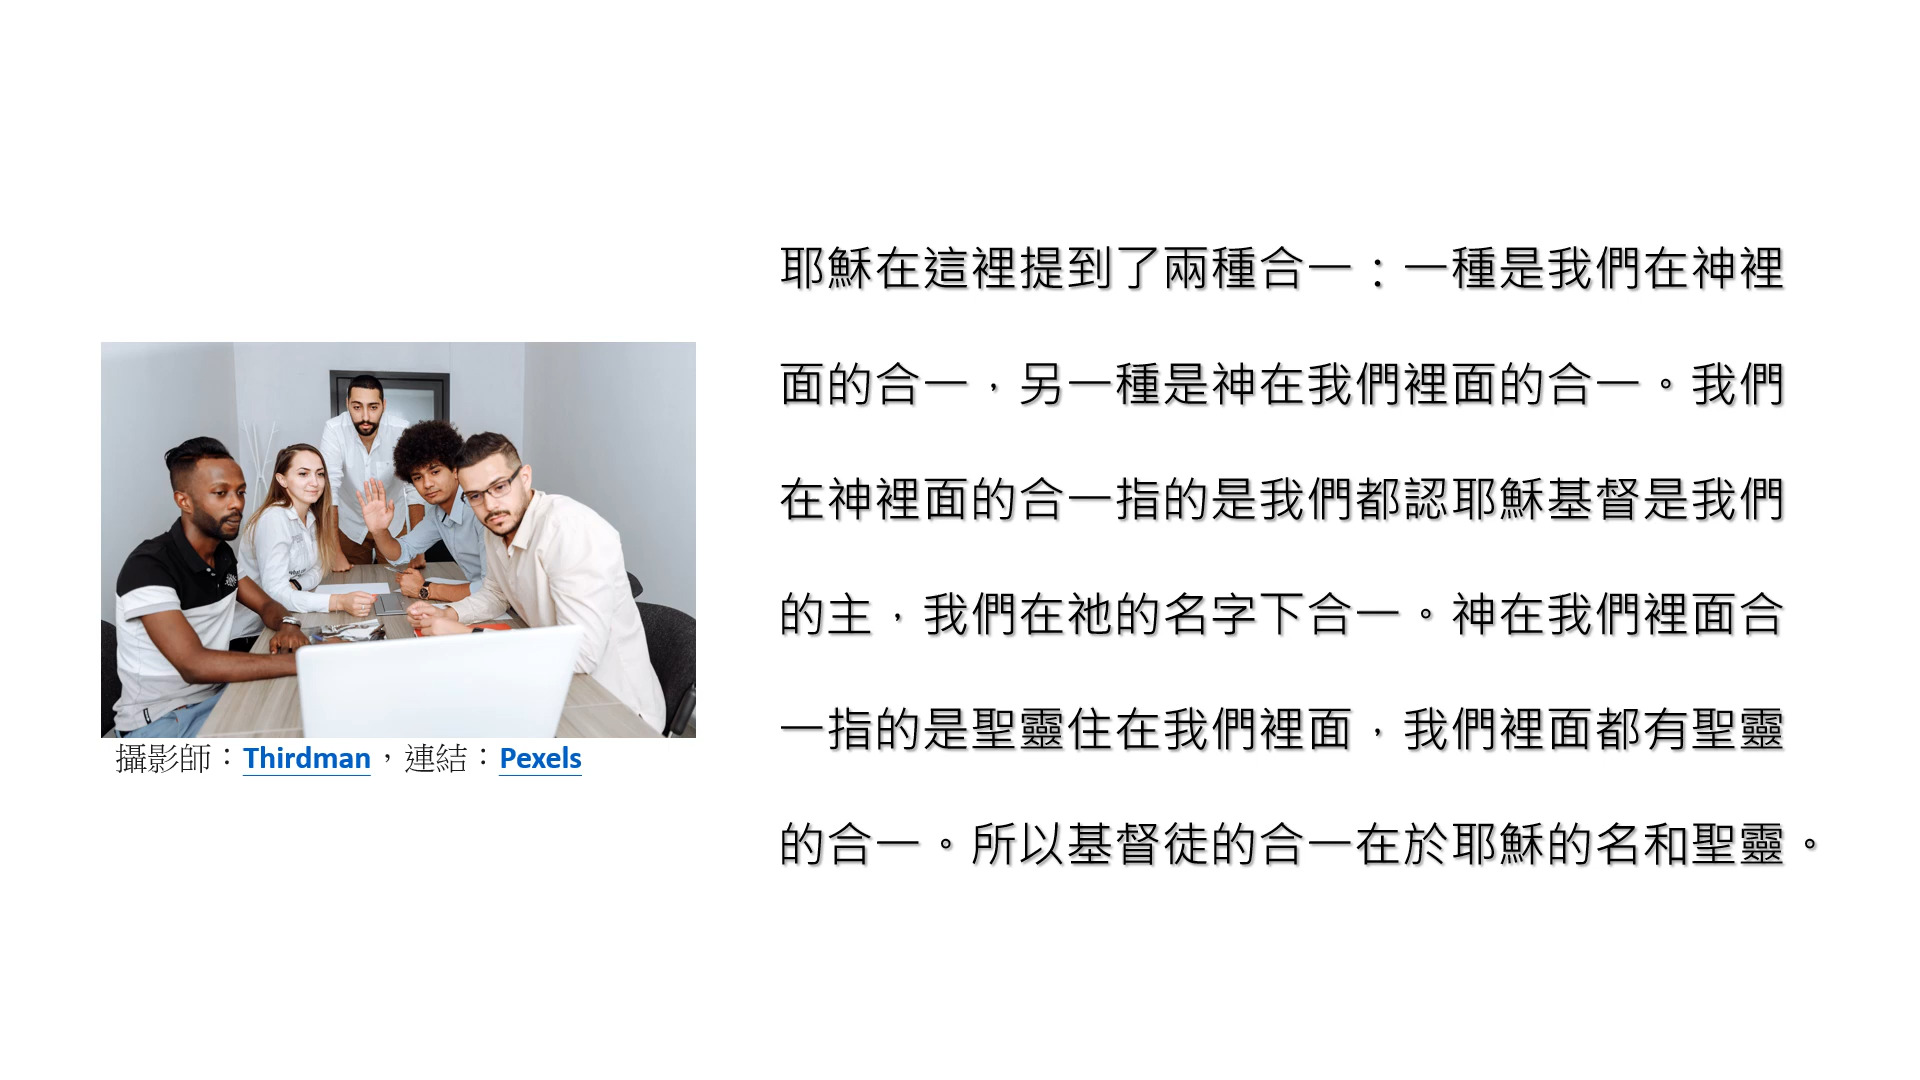 耶穌在這裡提到了兩種合一：一種是我們在神裡
面的合一，另一種是神在我們裡面的合一。我們
在神裡面的合一指的是我們都認耶穌基督是我們
的主，我們在祂的名字下合一。神在我們裡面合
一指的是聖靈住在我們裡面，我們裡面都有聖靈
的合一。所以基督徒的合一在於耶穌的名和聖靈。
攝影師：Thirdman，連結：Pexels